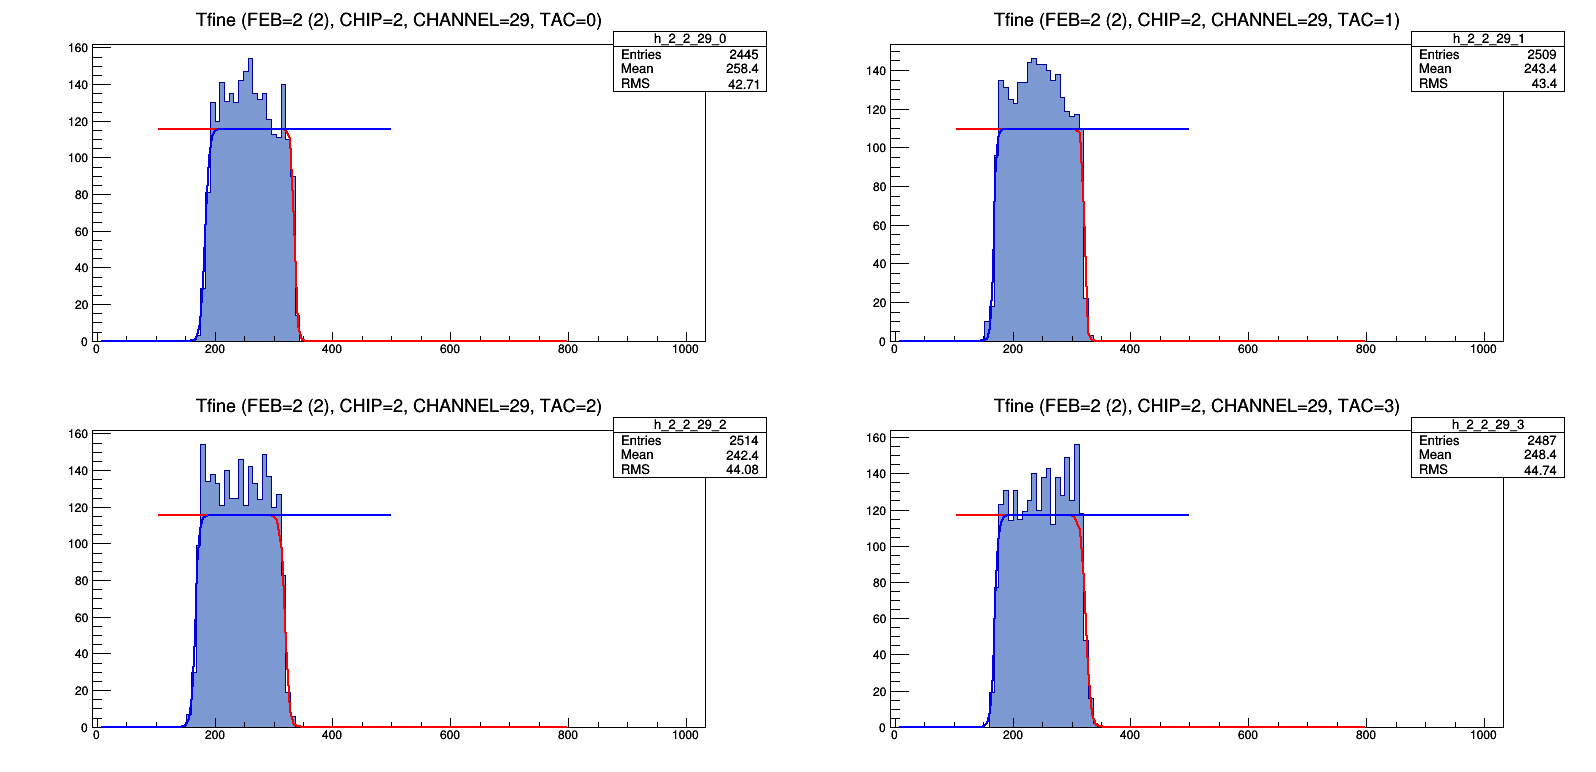 Tfine (FEB=2 (2), CHIP=2, CHANNEL=29, TAC=0)
h_2_2_29_0
Entries 2445
Mean 258.4
RMS 42.71
160
140
120
100
80
60
40
20
0
0 200 400 600 800 1000
Tfine (FEB=2 (2), CHIP=2, CHANNEL=29, TAC=1)
h_2_2_29_1
Entries 2509
Mean 243.4
RMS 43.4
140
120
100
80
60
40
20
0
0 200 400 600 800 1000
Tfine (FEB=2 (2), CHIP=2, CHANNEL=29, TAC=2)
h_2_2_29_2
Entries 2514
Mean 242.4
RMS 44.08
160
140
120
100
80
60
40
20
0
0 200 400 600 800 1000
Tfine (FEB=2 (2), CHIP=2, CHANNEL=29, TAC=3)
h_2_2_29_3
Entries 2487
Mean 248.4
RMS 44.74
160
140
120
100
80
60
40
20
0
0 200 400 600 800 1000